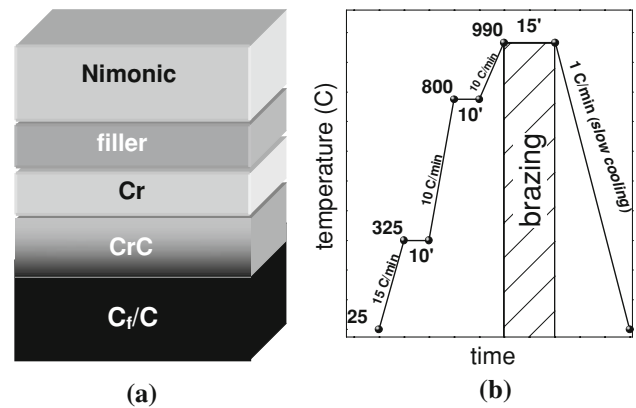 Nimonic
filler
Cr
CrC
Cf/C
(a)
temperature (C)
990
15'
10 C/min
800
10'
1 C/min (slow cooling)
10 C/min
brazing
325
10'
15 C/min
25
time
(b)